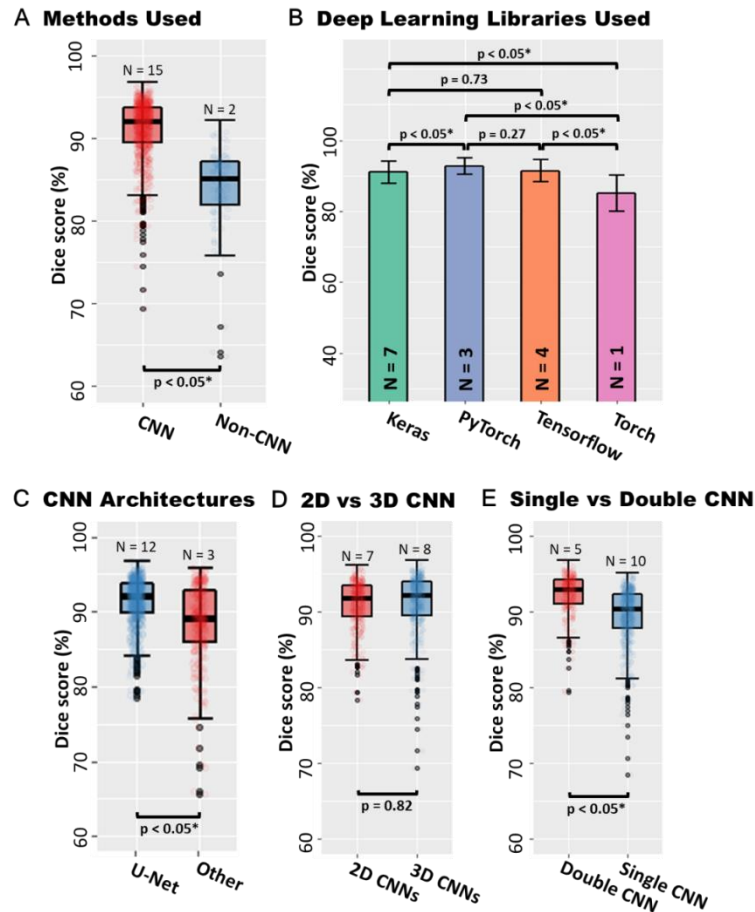 A Methods Used
Dice score (%)
100
90
80
70
60
N = 15
N = 2
p < 0.05*
CNN
Non-CNN
B Deep Learning Libraries Used
Dice score (%)
100
80
60
40
p < 0.05*
p = 0.73
p < 0.05*
p < 0.05*
p = 0.27
p < 0.05*
N = 7
N = 3
N = 4
N = 1
Keras
PyTorch
Tensorflow
Torch
C CNN Architectures
Dice score (%)
100
90
80
70
60
N = 12
N = 3
p < 0.05*
U-Net
Other
D 2D vs 3D CNN
Dice score (%)
100
90
80
70
60
N = 7
N = 8
p = 0.82
2D CNNs
3D CNNs
E Single vs Double CNN
Dice score (%)
100
90
80
70
60
N = 5
N = 10
p < 0.05*
Double CNN
Single CNN